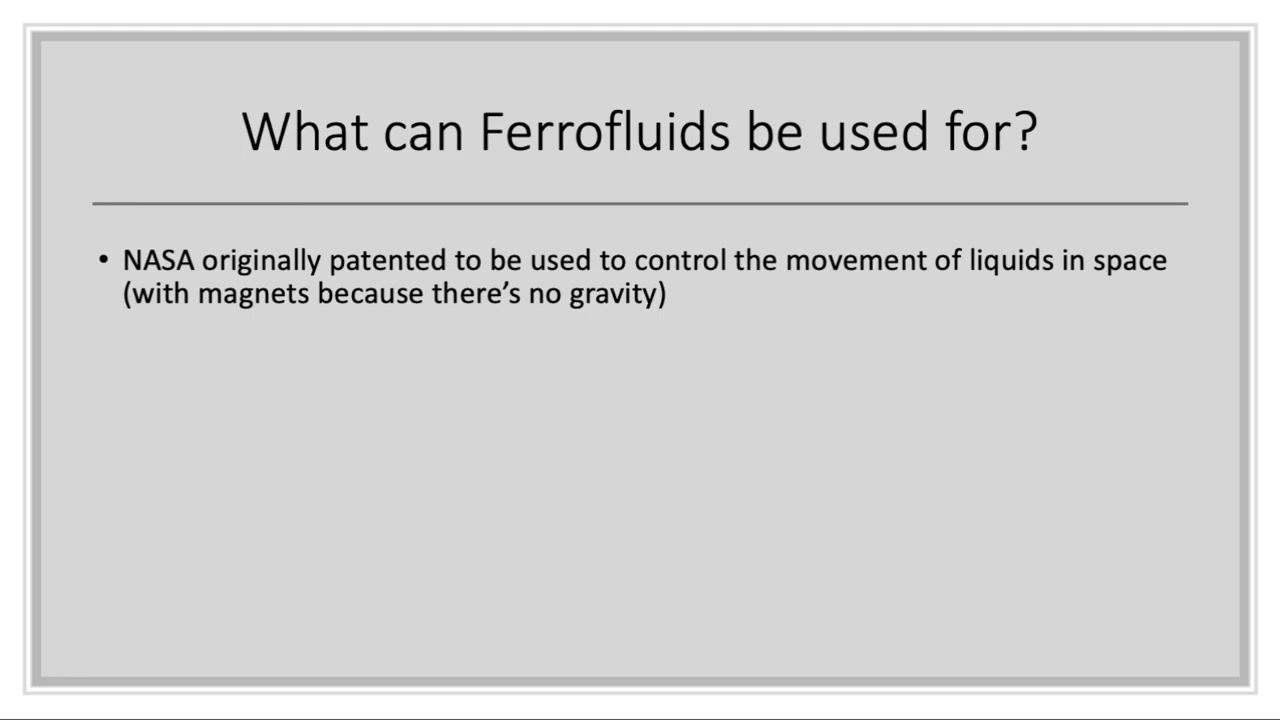 What can Ferrofluids be used for?
• NASA originally patented to be used to control the movement of liquids in space
(with magnets because there’s no gravity)